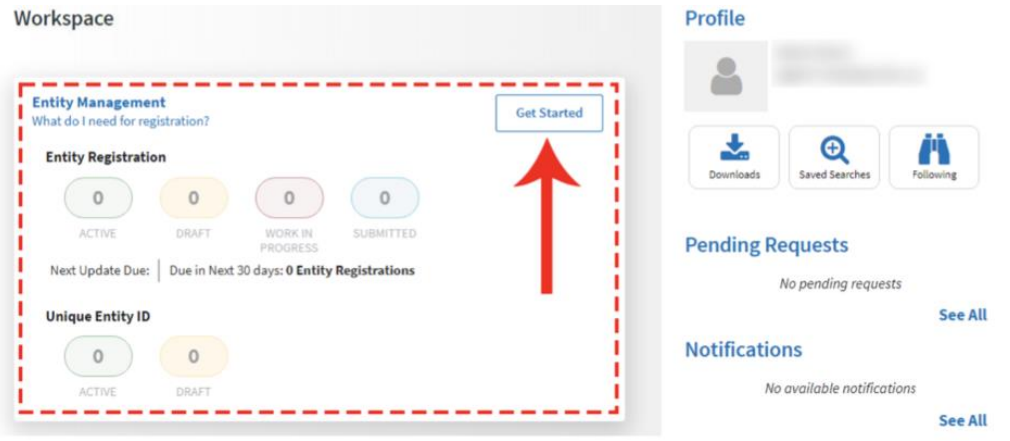 Workspace
Entity Management
What do I need for registration?
Get Started
Entity Registration
0 0 0 0
ACTIVE DRAFT WORK IN PROGRESS SUBMITTED
Next Update Due: Due in Next 30 days: 0 Entity Registrations
Unique Entity ID
0 0
ACTIVE DRAFT
Profile
Downloads Saved Searches Following
Pending Requests
No pending requests
See All
Notifications
No available notifications
See All